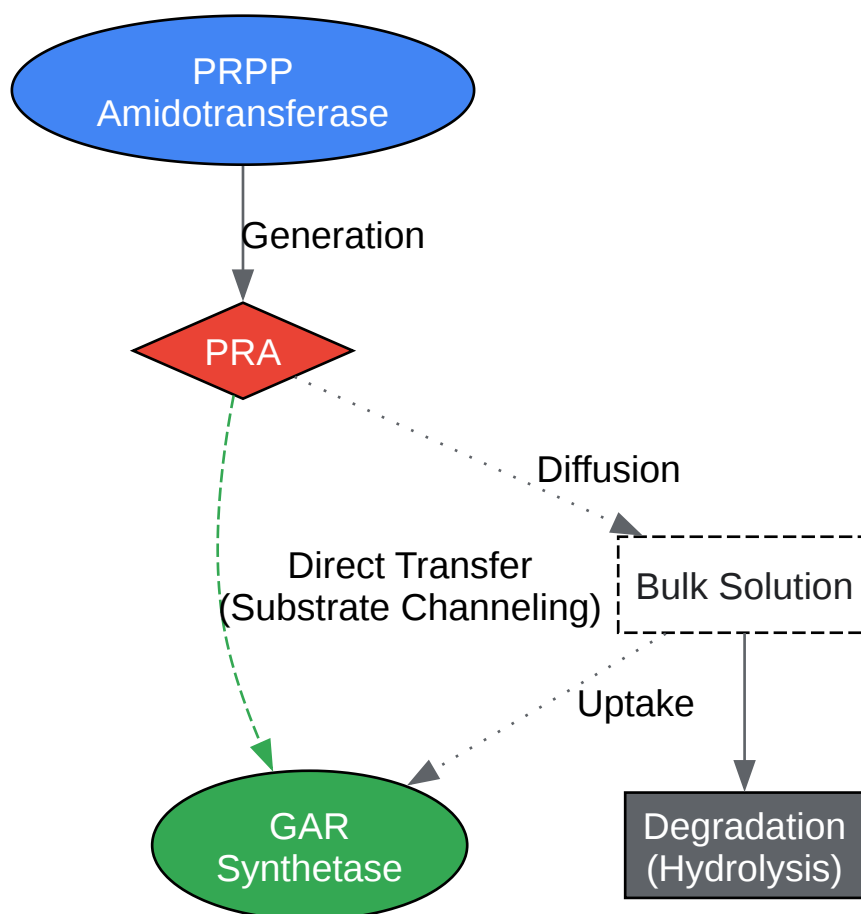 PRPP
Amidotransferase
Generation
PRA
Diffusion
Direct Transfer
(Substrate Channeling)
Bulk Solution
Uptake
GAR
Synthetase
Degradation
(Hydrolysis)